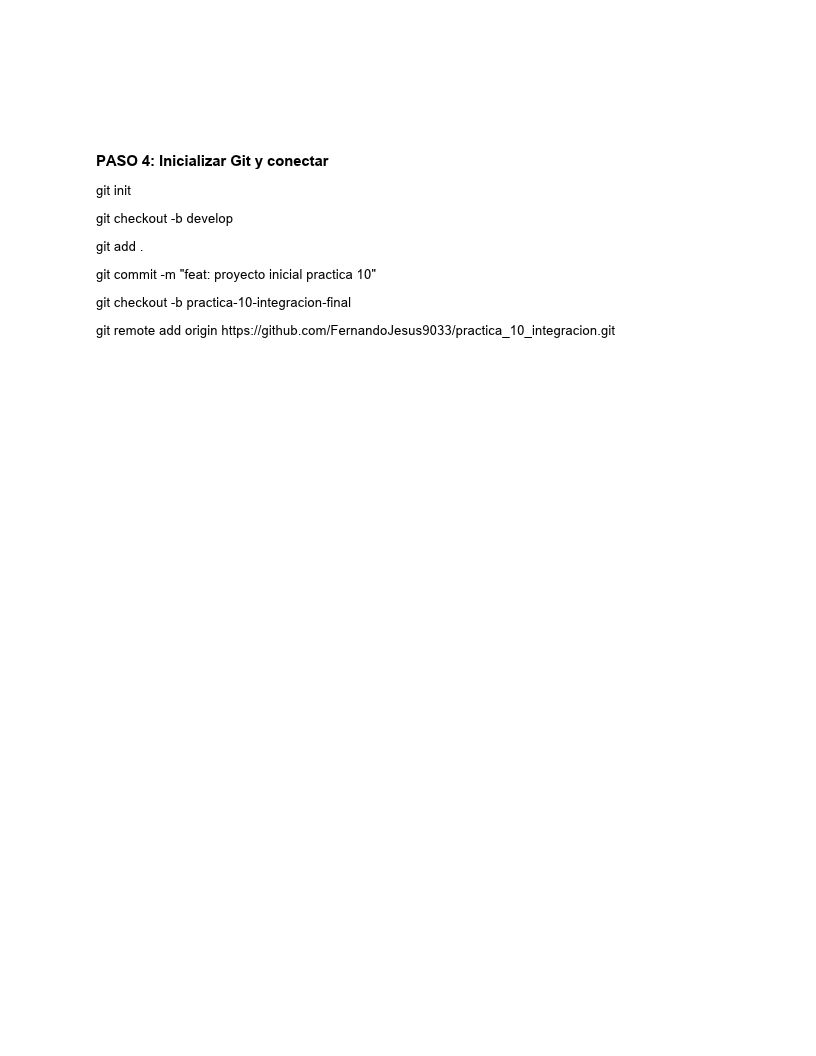 PASO 4: Inicializar Git y conectar
git init
git checkout -b develop
git add .
git commit -m "feat: proyecto inicial practica 10"
git checkout -b practica-10-integracion-final
git remote add origin https://github.com/FernandoJesus9033/practica_10_integracion.git